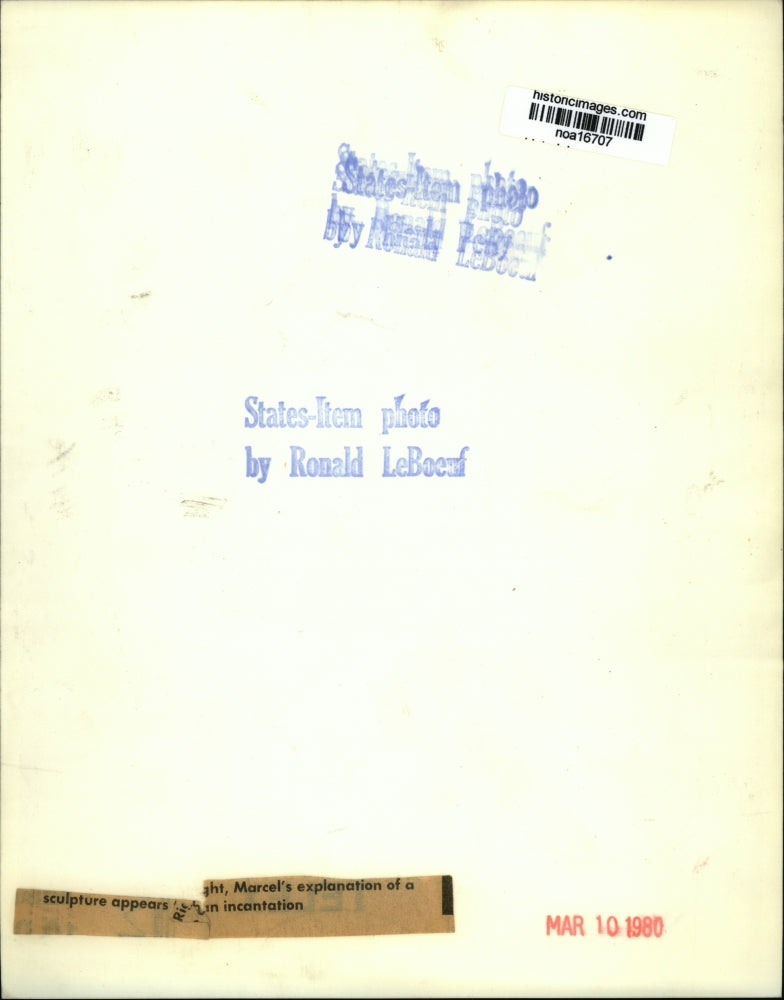 historicimages.com
noa16707
States-Item photo
by Ronald LeBoeuf
States-Item photo
by Ronald LeBoeuf
ght, Marcel's explanation of a
sculpture appears an incantation
MAR 10 1980